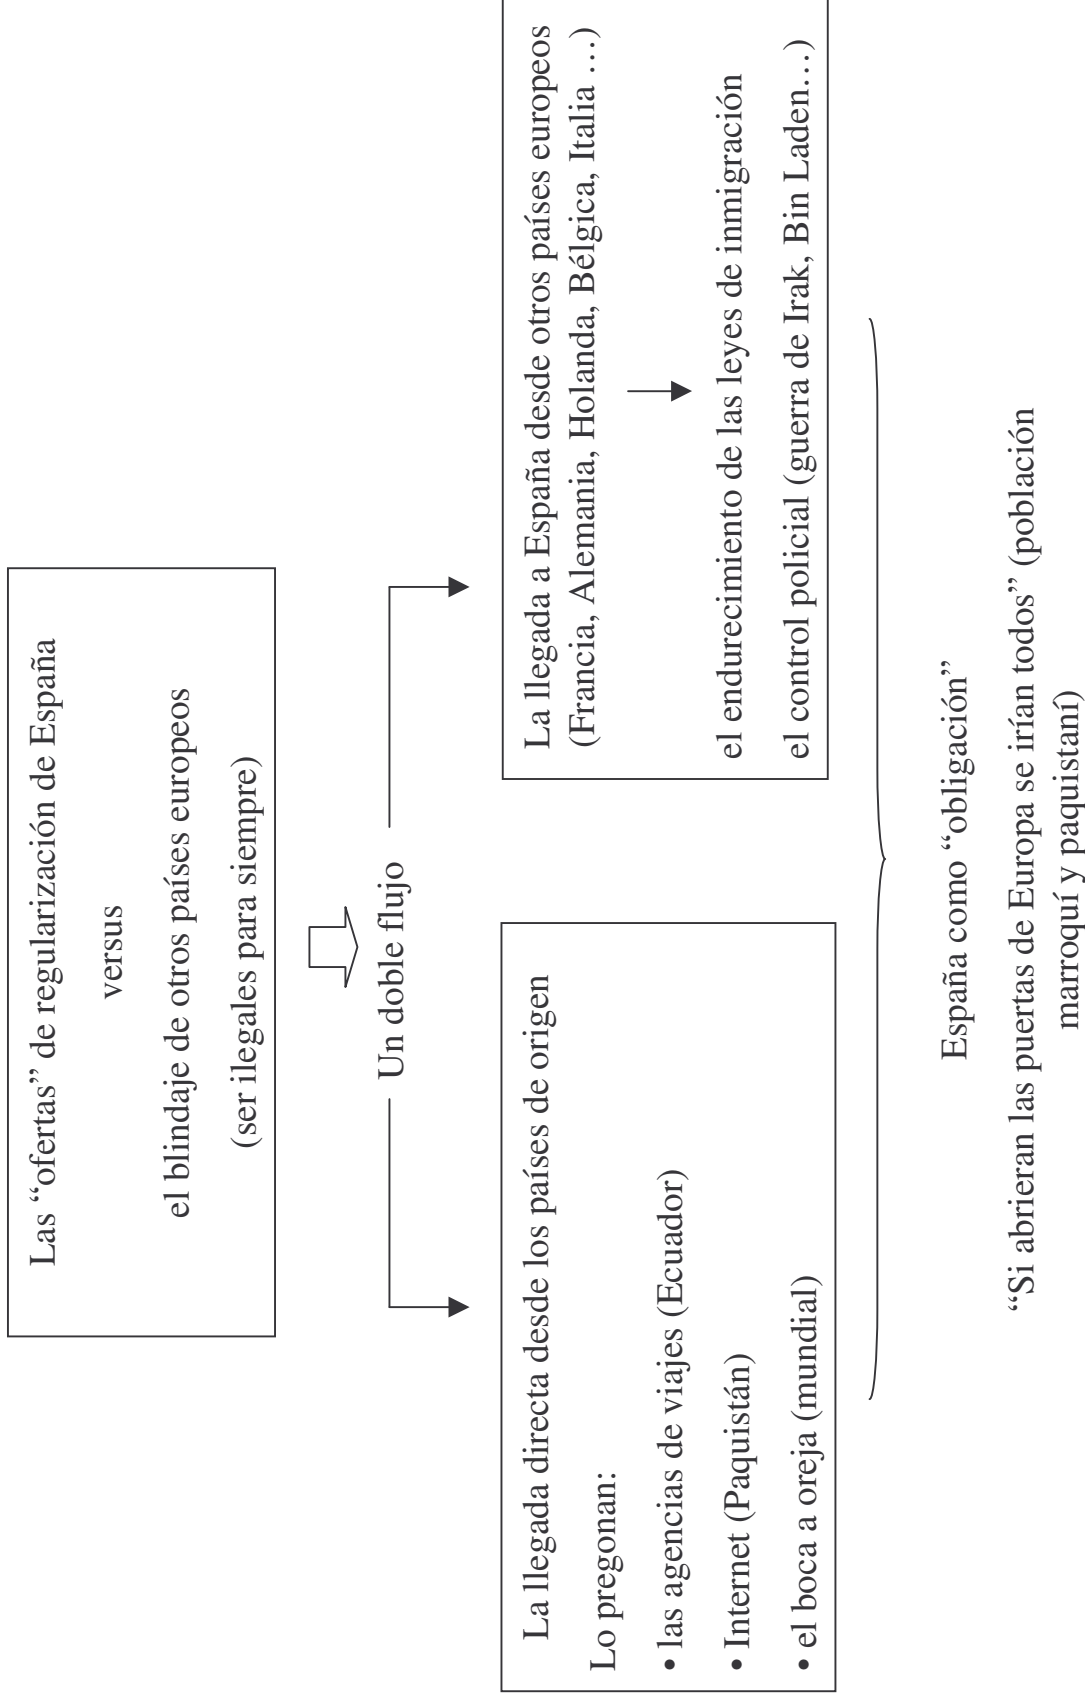 Las “ofertas” de regularización de España
versus
el blindaje de otros países europeos
(ser ilegales para siempre)
Un doble flujo
La llegada directa desde los países de origen
Lo pregonan:
• las agencias de viajes (Ecuador)
• Internet (Paquistán)
• el boca a oreja (mundial)
La llegada a España desde otros países europeos
(Francia, Alemania, Holanda, Bélgica, Italia …)
el endurecimiento de las leyes de inmigración
el control policial (guerra de Irak, Bin Laden…)
España como “obligación”
“Si abrieran las puertas de Europa se irían todos” (población
marroquí y paquistaní)